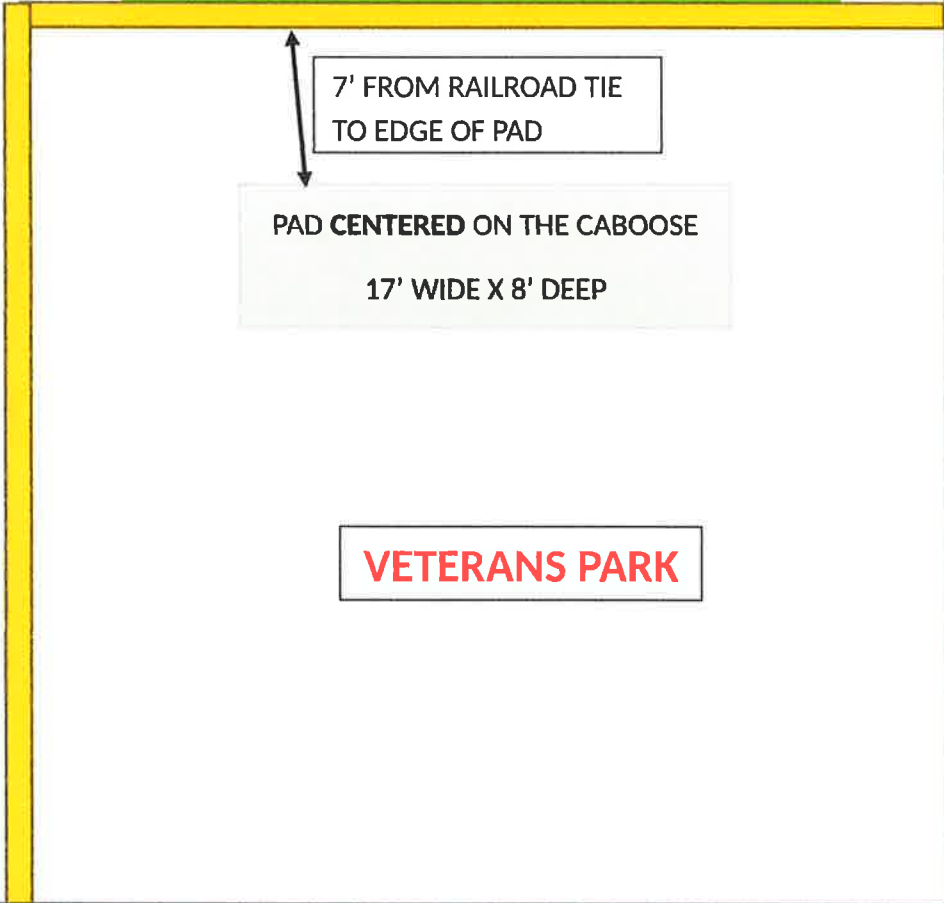 7' FROM RAILROAD TIE
TO EDGE OF PAD
PAD CENTERED ON THE CABOOSE
17' WIDE X 8' DEEP
VETERANS PARK